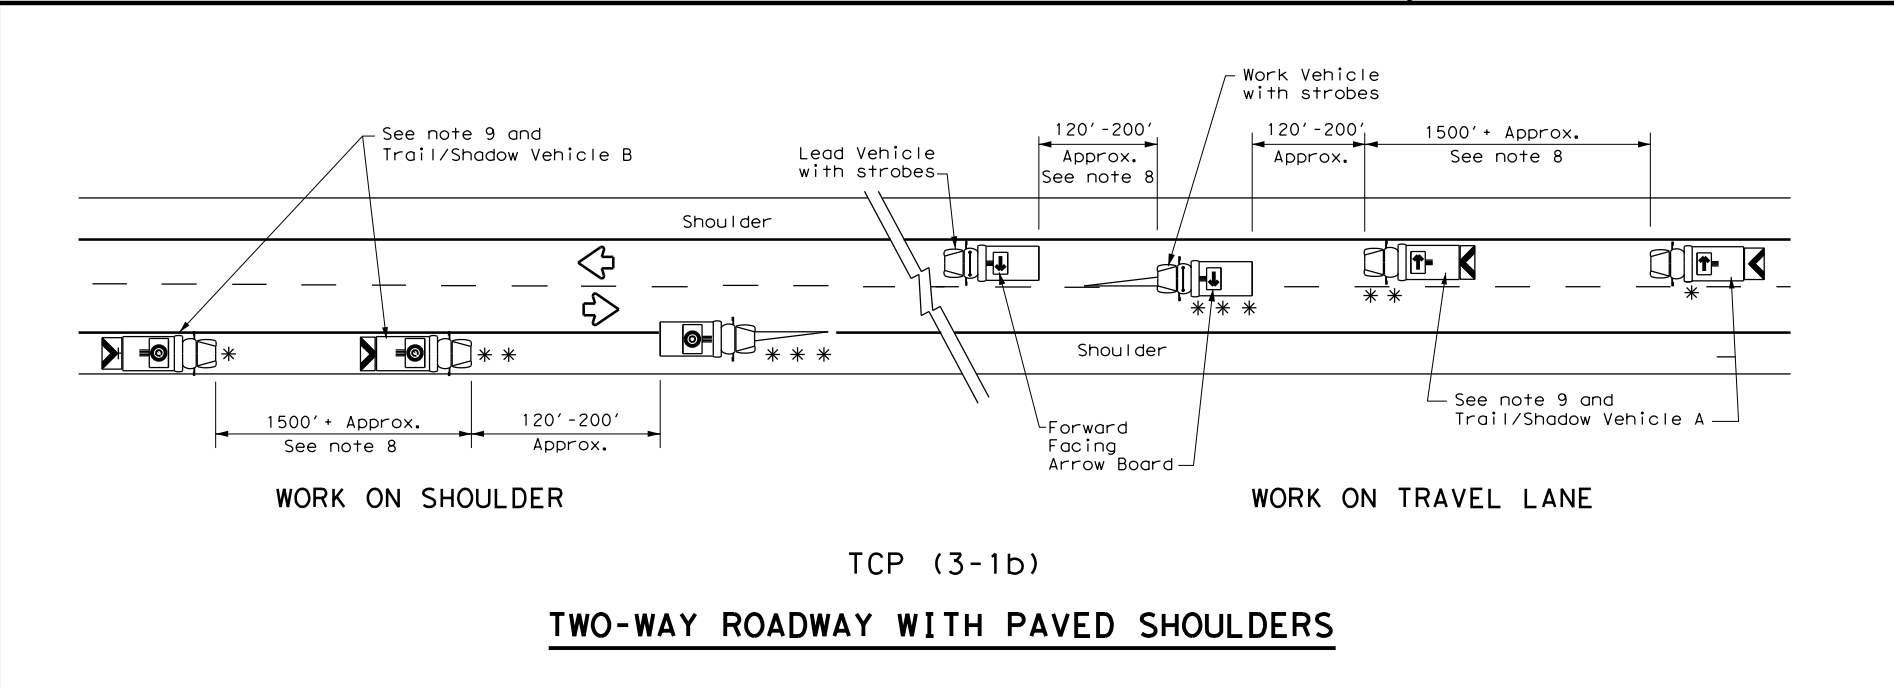 Work Vehicle
with strobes
See note 9 and
Trail/Shadow Vehicle B
Lead Vehicle
with strobes
120'-200'
Approx.
See note 8
120'-200'
Approx.
1500'+ Approx.
See note 8
Shoulder
*
* *
* * *
* * *
* *
*
Shoulder
1500'+ Approx.
See note 8
120'-200'
Approx.
Forward
Facing
Arrow Board
See note 9 and
Trail/Shadow Vehicle A
WORK ON SHOULDER
WORK ON TRAVEL LANE
TCP (3-1b)
TWO-WAY ROADWAY WITH PAVED SHOULDERS